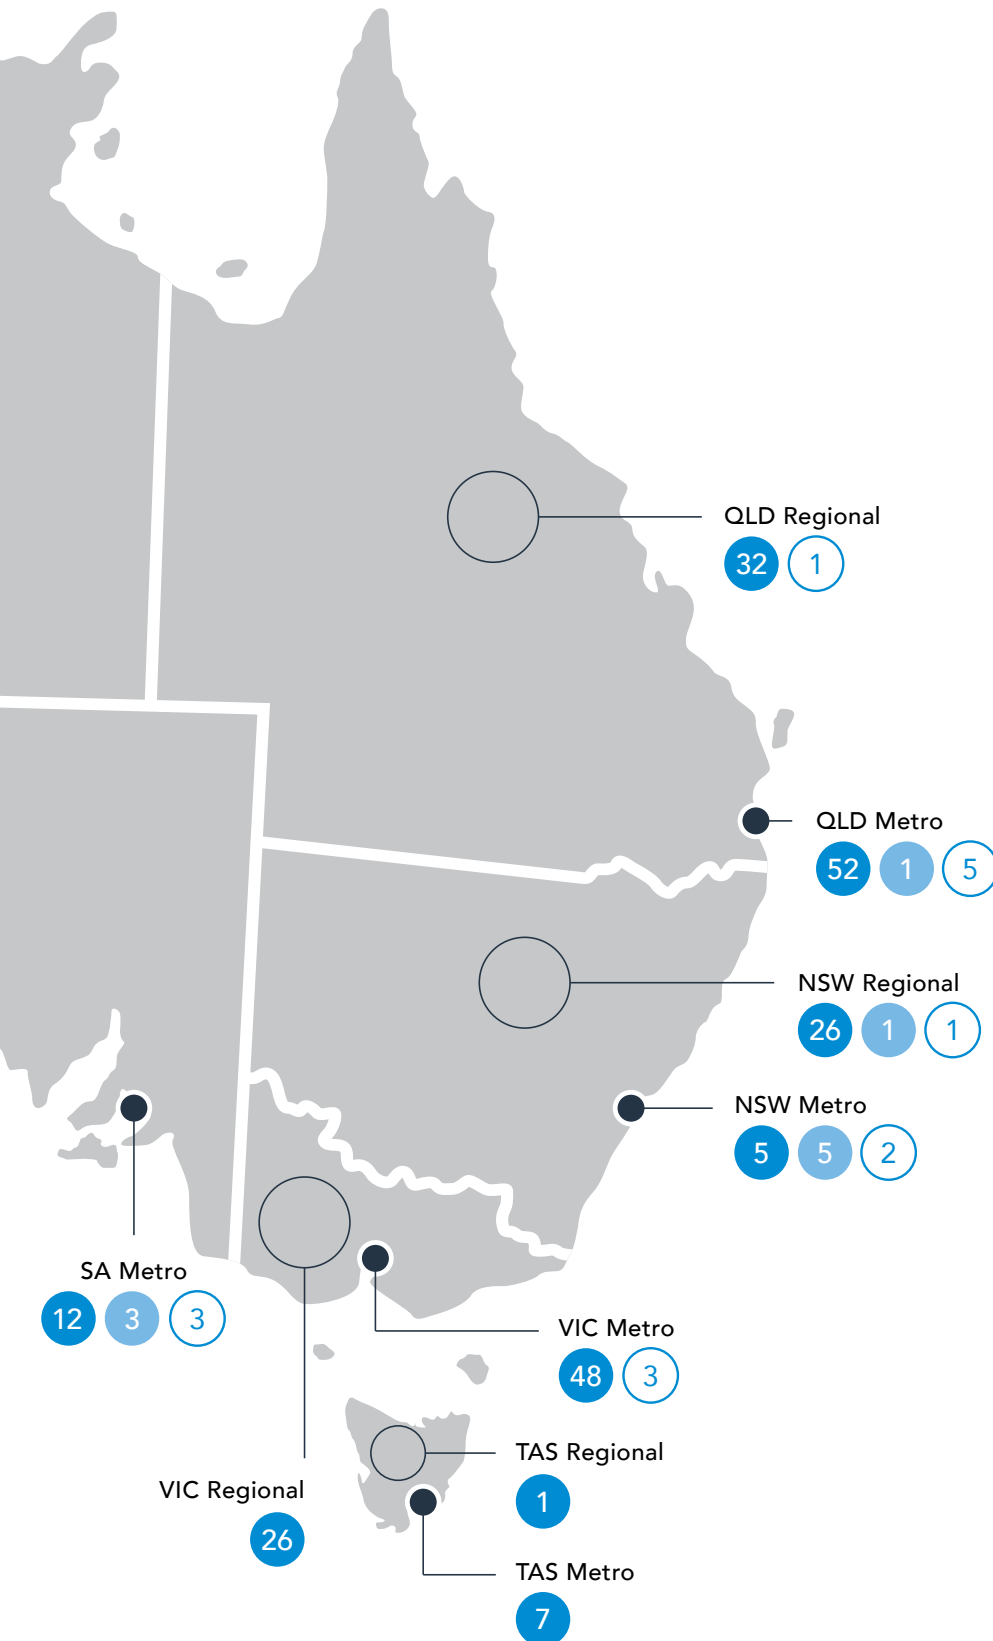 QLD Regional
32 1
QLD Metro
52 1 5
NSW Regional
26 1 1
NSW Metro
5 5 2
SA Metro
12 3 3
VIC Metro
48 3
TAS Regional
1
VIC Regional
26
TAS Metro
7